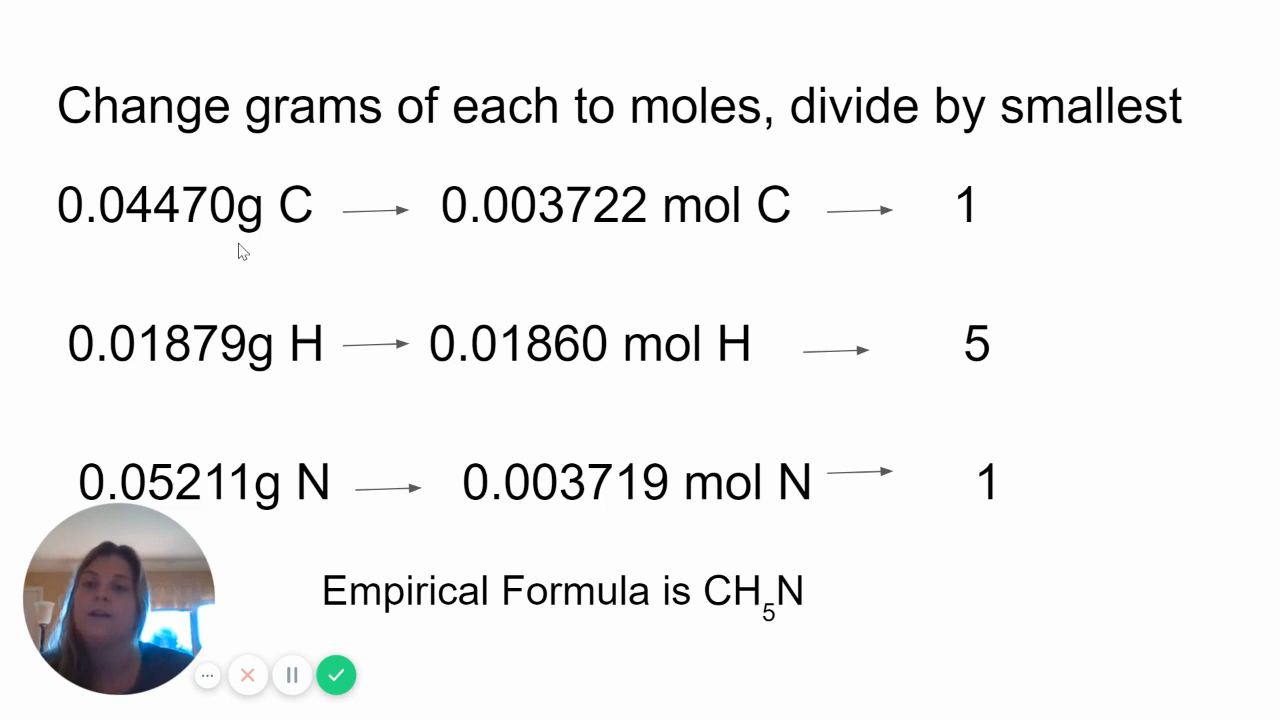 Change grams of each to moles, divide by smallest
0.04470g C → 0.003722 mol C → 1
0.01879g H → 0.01860 mol H → 5
0.05211g N → 0.003719 mol N → 1
Empirical Formula is CH₅N